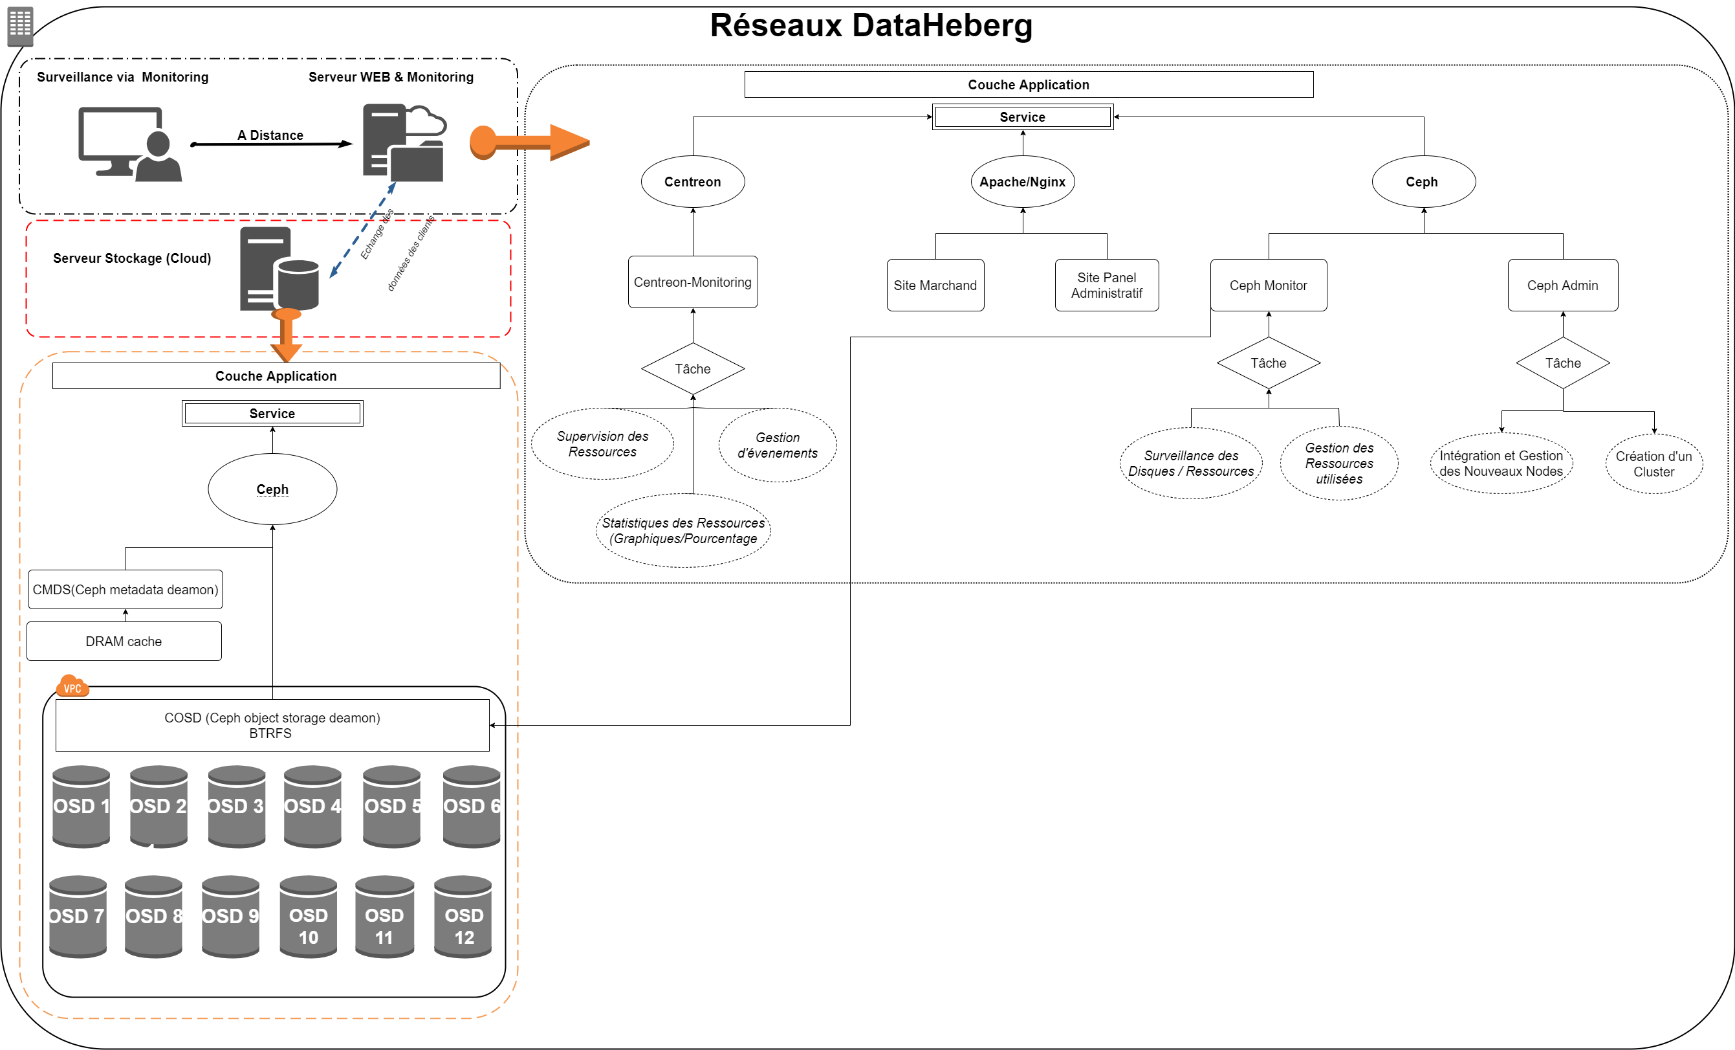 Réseaux DataHeberg
Surveillance via Monitoring
Serveur WEB & Monitoring
A Distance
Echange des
données des clients
Serveur Stockage (Cloud)
Couche Application
Service
Ceph
CMDS(Ceph metadata deamon)
DRAM cache
VPC
COSD (Ceph object storage deamon)
BTRFS
OSD 1
OSD 2
OSD 3
OSD 4
OSD 5
OSD 6
OSD 7
OSD 8
OSD 9
OSD
10
OSD
11
OSD
12
Couche Application
Service
Centreon
Apache/Nginx
Ceph
Centreon-Monitoring
Site Marchand
Site Panel
Administratif
Ceph Monitor
Ceph Admin
Tâche
Tâche
Tâche
Supervision des
Ressources
Gestion
d'évenements
Statistiques des Ressources
(Graphiques/Pourcentage
Surveillance des
Disques / Ressources
Gestion des
Ressources
utilisées
Intégration et Gestion
des Nouveaux Nodes
Création d'un
Cluster